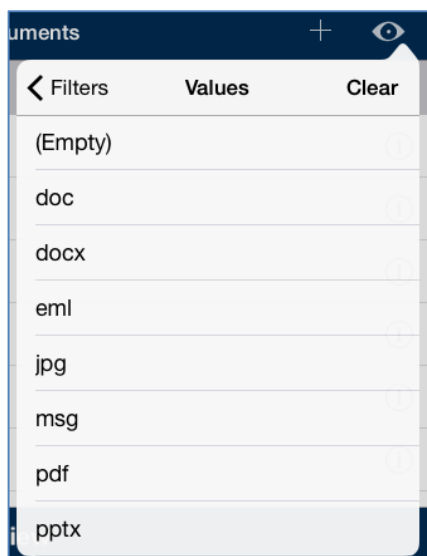 uments
Filters Values Clear
(Empty)
doc
docx
eml
jpg
msg
pdf
pptx